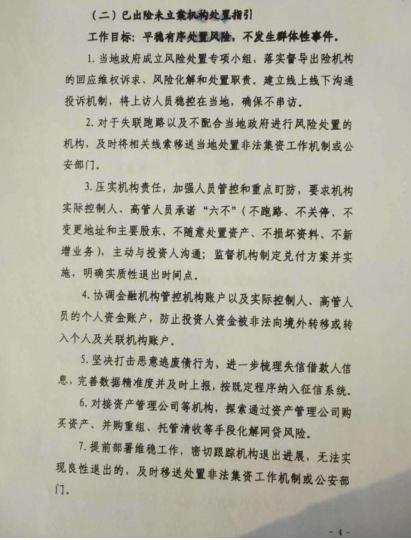 （二）已出险未立案机构处置指引
工作目标：平稳有序处置风险，不发生群体性事件。
1.当地政府成立风险处置专项小组，落实督导出险机构
的回应维权诉求、风险化解和处置职责。建立线上线下沟通
投诉机制，将上访人员稳控在当地，确保不串访。
2.对于失联跑路以及不配合当地政府进行风险处置的
机构，及时将相关线索移送当地处置非法集资工作机制或公
安部门。
3.压实机构责任，加强人员管控和重点盯防，要求机构
实际控制人、高管人员承诺“六不”（不跑路、不关停、不
变更地址和主要股东、不随意处置资产、不损坏资料、不新
增业务），主动与投资人沟通；监督机构制定兑付方案并实
施，明确实质性退出时间点。
4.协调金融机构管控机构账户以及实际控制人、高管人
员的个人资金账户，防止投资人资金被非法向境外转移或转
入个人及关联机构账户。
5.坚决打击恶意逃废债行为，进一步梳理失信借款人信
息，完善数据精准度并及时上报，按既定程序纳入征信系统。
6.对接资产管理公司等机构，探索通过资产管理公司购
买资产、并购重组、托管清收等手段化解网贷风险。
7.提前部署维稳工作，密切跟踪机构退出进展，无法实
现良性退出的，及时移送处置非法集资工作机制或公安部
门。
- 4 -